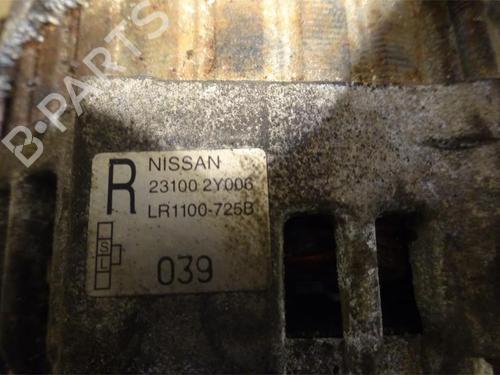 B-PARTS
R
NISSAN
23100 2Y006
LR1100-725B
S
L
039